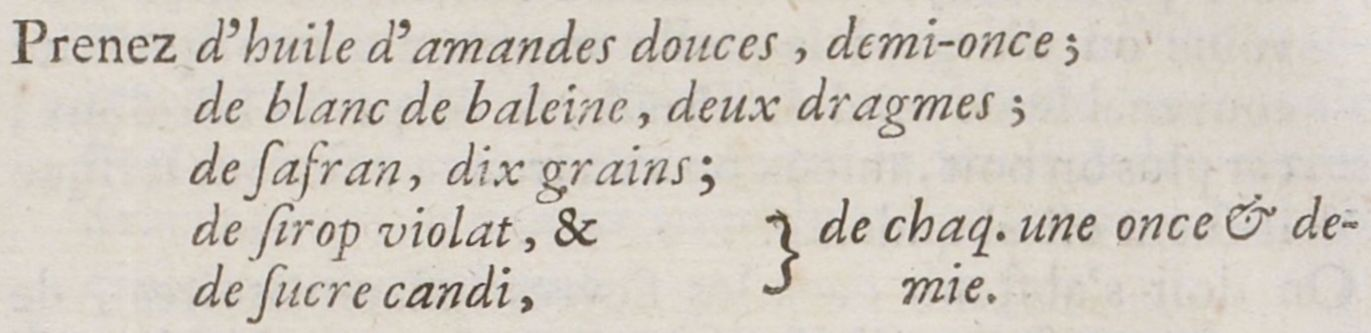 Prenez d'huile d'amandes douces, demi-once;
de blanc de baleine, deux dragmes;
de ſafran, dix grains;
de ſirop violat, & } de chaq. une once & de-
de ſucre candi, mie.